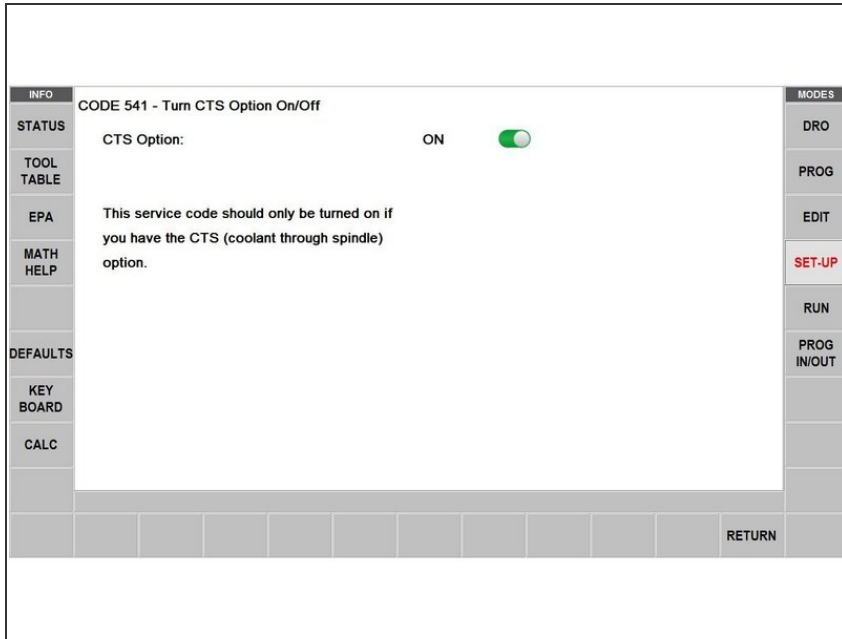 INFO
STATUS
TOOL
TABLE
EPA
MATH
HELP
DEFAULTS
KEY
BOARD
CALC
CODE 541 - Turn CTS Option On/Off
CTS Option: ON
This service code should only be turned on if
you have the CTS (coolant through spindle)
option.
MODES
DRO
PROG
EDIT
SET-UP
RUN
PROG
IN/OUT
RETURN